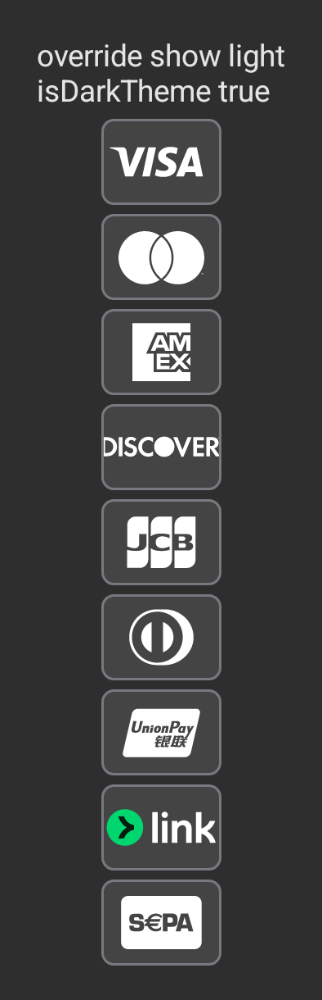 override show light
isDarkTheme true
VISA
AM
EX
DISCOVER
JCB
UnionPay
银联
link
S€PA